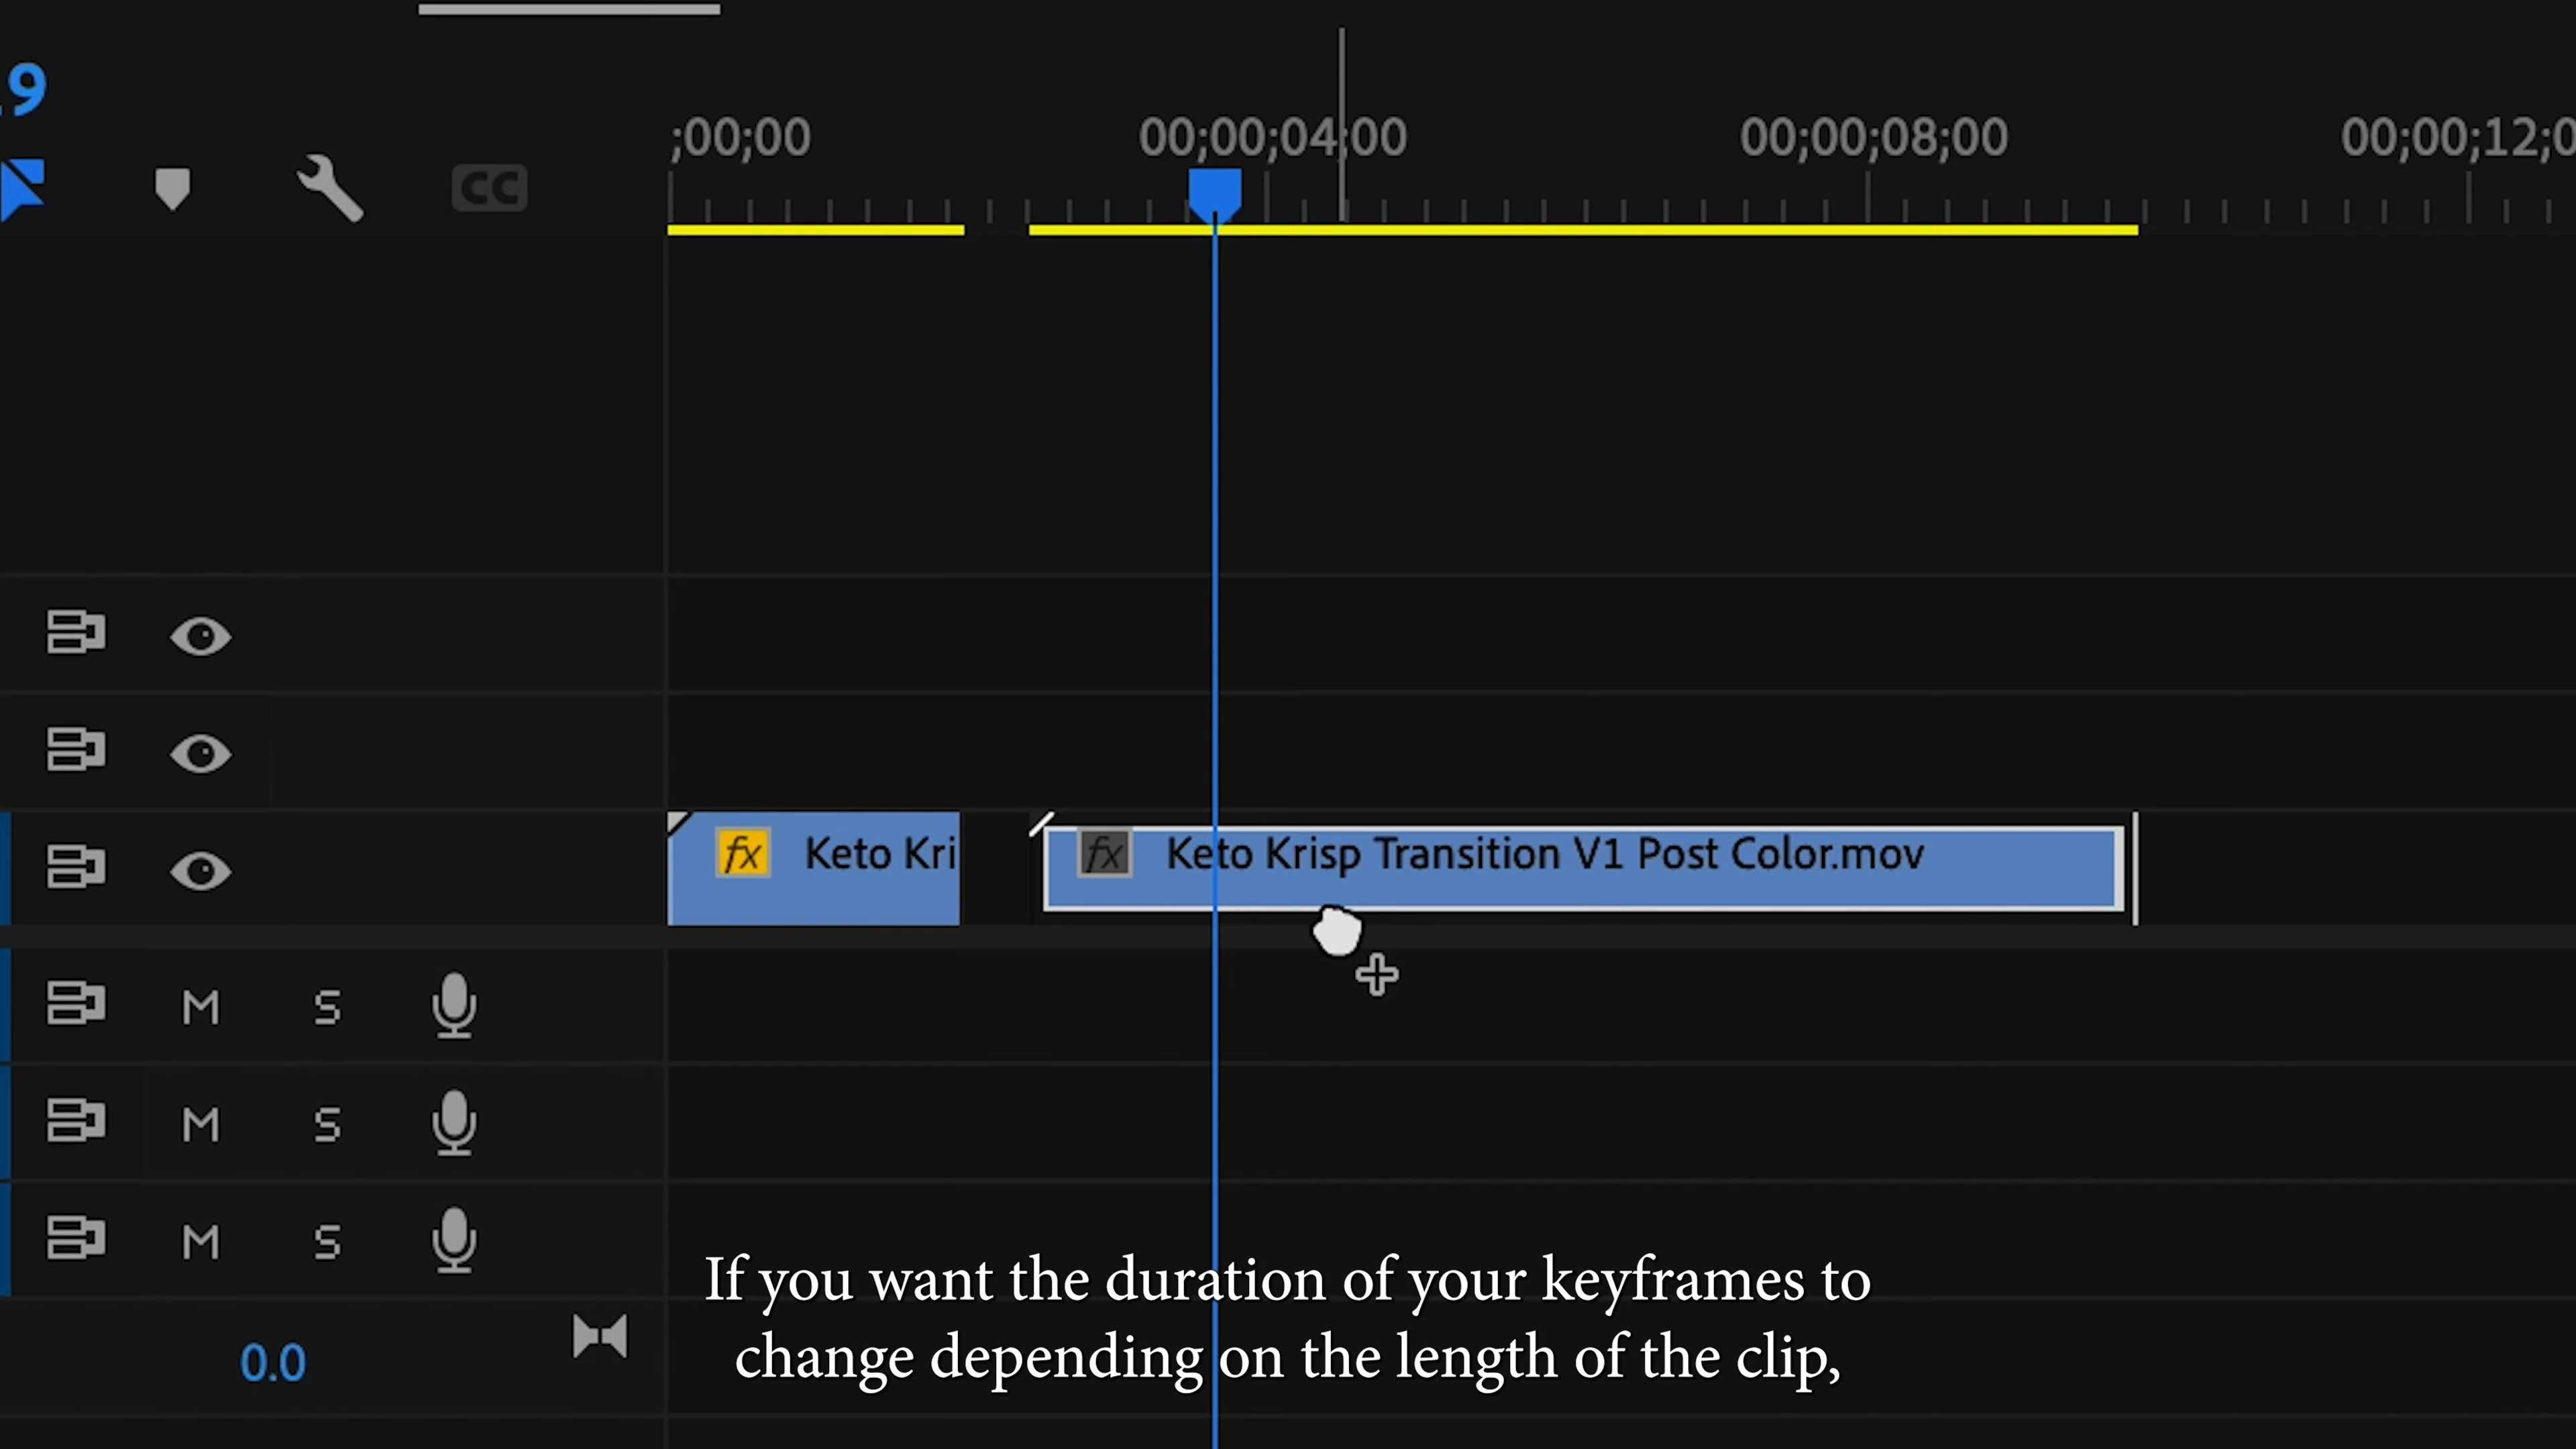 9
;00;00
00;00;04;00
00;00;08;00
00;00;12;0
CC
fx Keto Kri
fx Keto Krisp Transition V1 Post Color.mov
M S
M S
M S
If you want the duration of your keyframes to
change depending on the length of the clip,
0.0